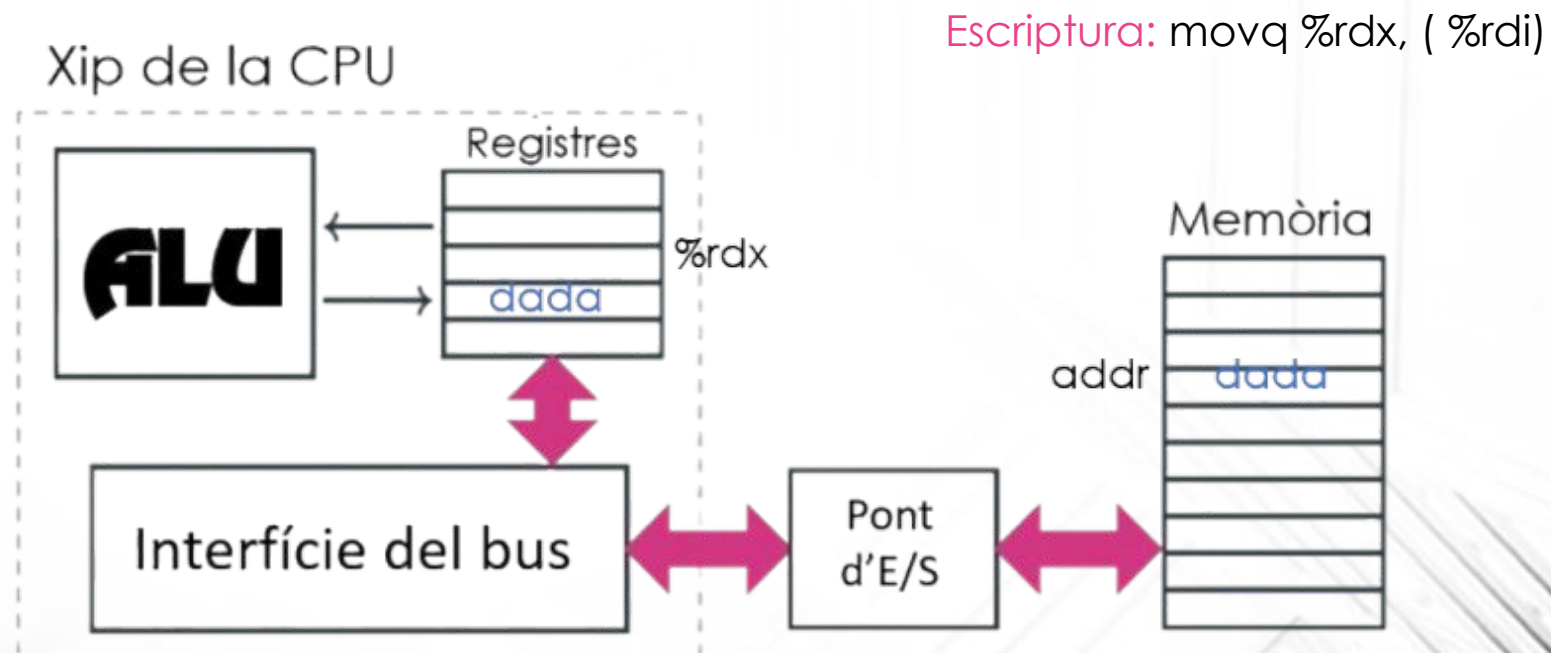 Escriptura: movq %rdx, ( %rdi)
Xip de la CPU
Registres
ALU
%rdx
dada
Memòria
addr
dada
Interfície del bus
Pont
d'E/S